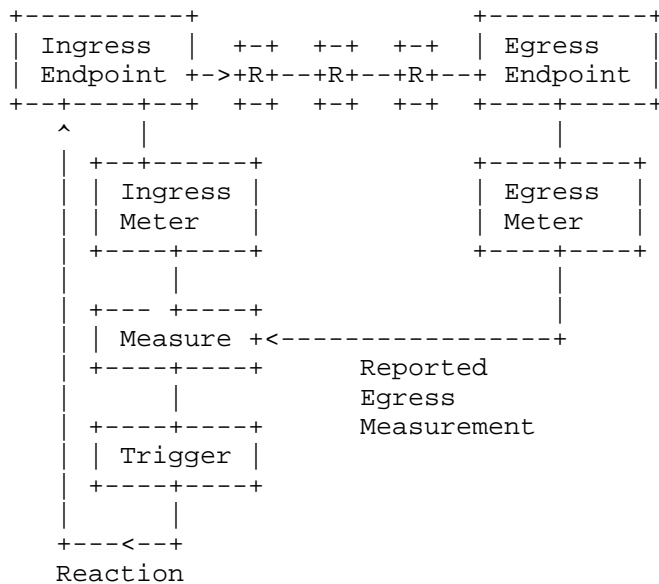 Ingress Egress
Endpoint R R R Endpoint
Ingress Egress
Meter Meter
Measure
Reported
Egress
Trigger Measurement
Reaction